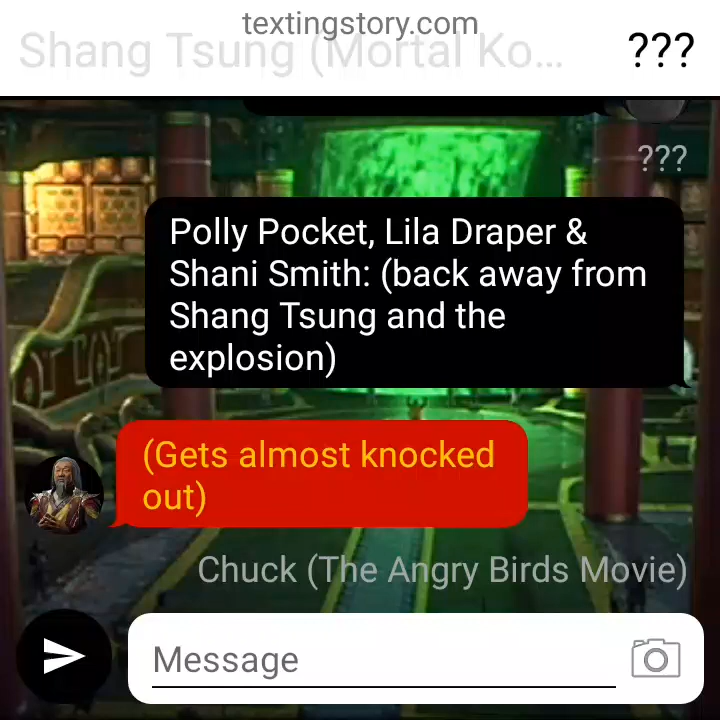 textingstory.com
Shang Tsung (Mortal Ko...
???
???
Polly Pocket, Lila Draper &
Shani Smith: (back away from
Shang Tsung and the
explosion)
(Gets almost knocked
out)
Chuck (The Angry Birds Movie)
Message